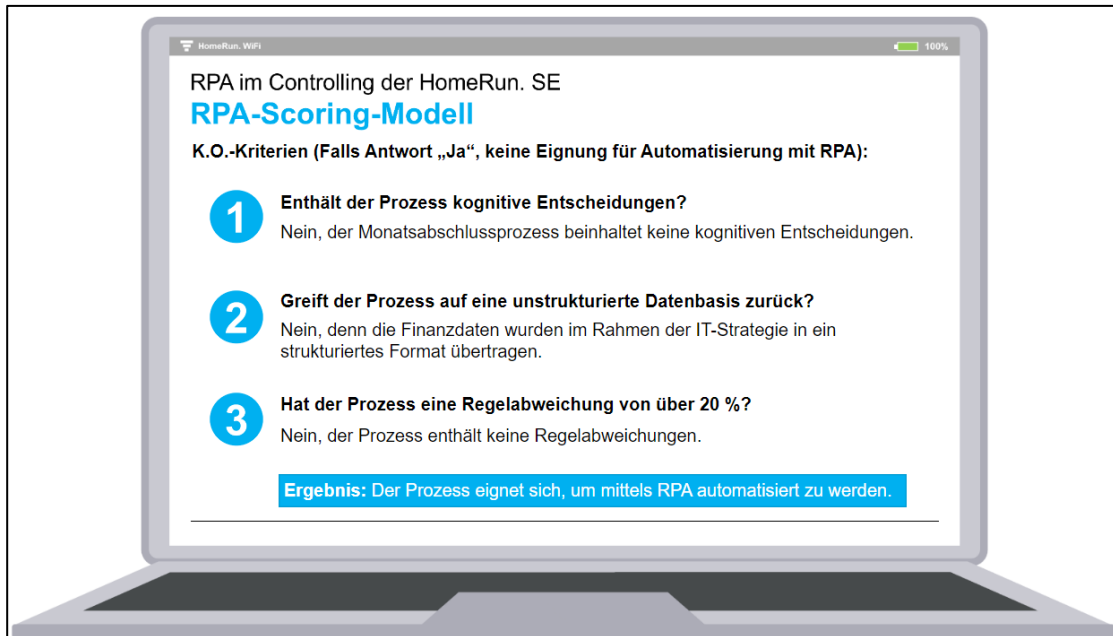 HomeRun. WiFi
100%
RPA im Controlling der HomeRun. SE
RPA-Scoring-Modell
K.O.-Kriterien (Falls Antwort „Ja“, keine Eignung für Automatisierung mit RPA):
1
Enthält der Prozess kognitive Entscheidungen?
Nein, der Monatsabschlussprozess beinhaltet keine kognitiven Entscheidungen.
2
Greift der Prozess auf eine unstrukturierte Datenbasis zurück?
Nein, denn die Finanzdaten wurden im Rahmen der IT-Strategie in ein
strukturiertes Format übertragen.
3
Hat der Prozess eine Regelabweichung von über 20 %?
Nein, der Prozess enthält keine Regelabweichungen.
Ergebnis: Der Prozess eignet sich, um mittels RPA automatisiert zu werden.